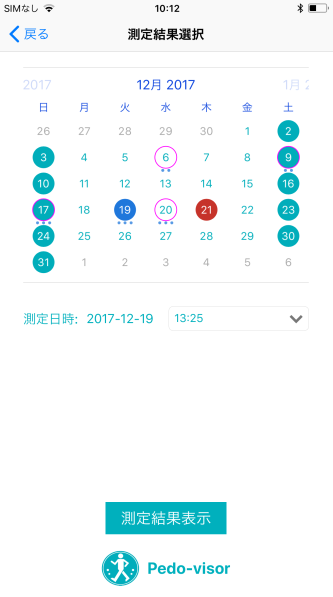 SIMなし 10:12
戻る 測定結果選択
2017 12月 2017 1月 2
日 月 火 水 木 金 土
26 27 28 29 30 1 2
3 4 5 6 7 8 9
10 11 12 13 14 15 16
17 18 19 20 21 22 23
24 25 26 27 28 29 30
31 1 2 3 4 5 6
測定日時: 2017-12-19 13:25
測定結果表示
Pedo-visor